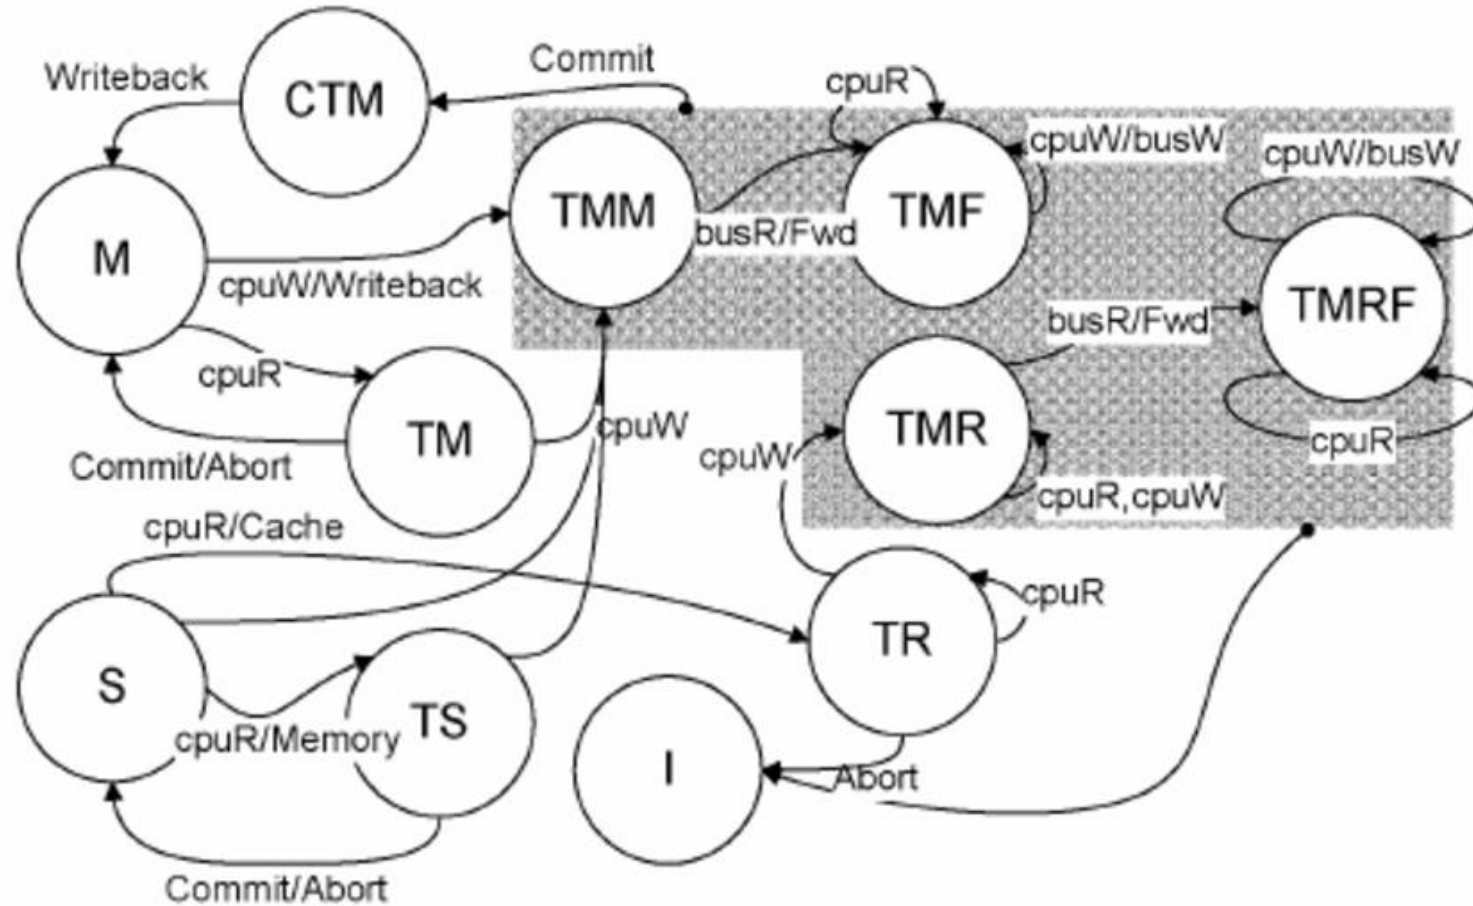 Writeback
CTM
Commit
cpuR
cpuW/busW
cpuW/busW
M
TMM
busR/Fwd
TMF
TMRF
cpuW/Writeback
busR/Fwd
cpuR
TM
cpuW
cpuW
TMR
cpuR
Commit/Abort
cpuR,cpuW
cpuR/Cache
cpuR
TR
S
cpuR/Memory
TS
I
Abort
Commit/Abort